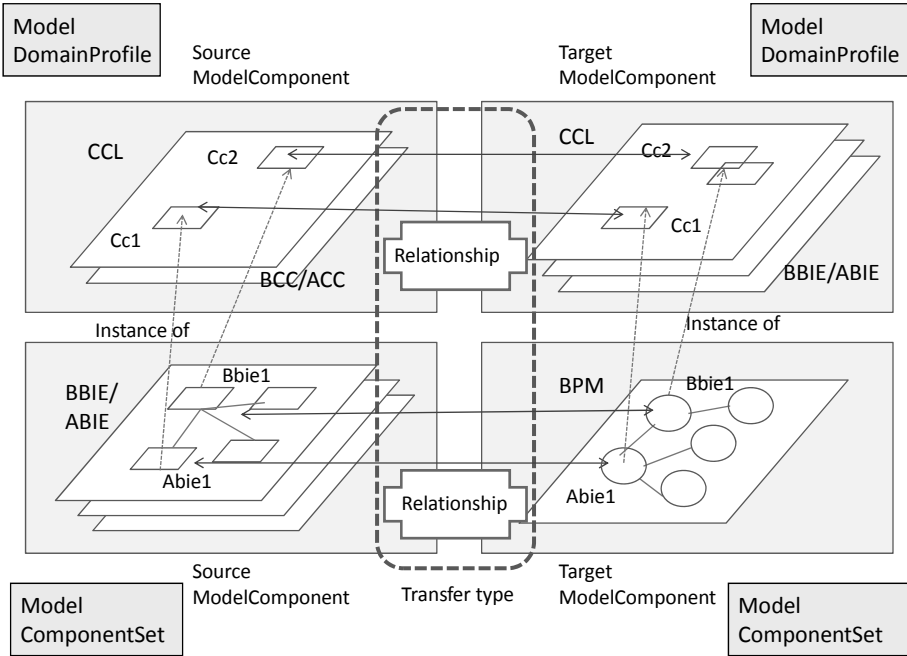 Model
DomainProfile
Source
ModelComponent
Target
ModelComponent
Model
DomainProfile
CCL
Cc2
Cc1
BCC/ACC
CCL
Cc2
Cc1
BBIE/ABIE
Relationship
Instance of
Instance of
BBIE/
ABIE
Bbie1
Abie1
BPM
Bbie1
Abie1
Relationship
Source
ModelComponent
Transfer type
Target
ModelComponent
Model
ComponentSet
Model
ComponentSet